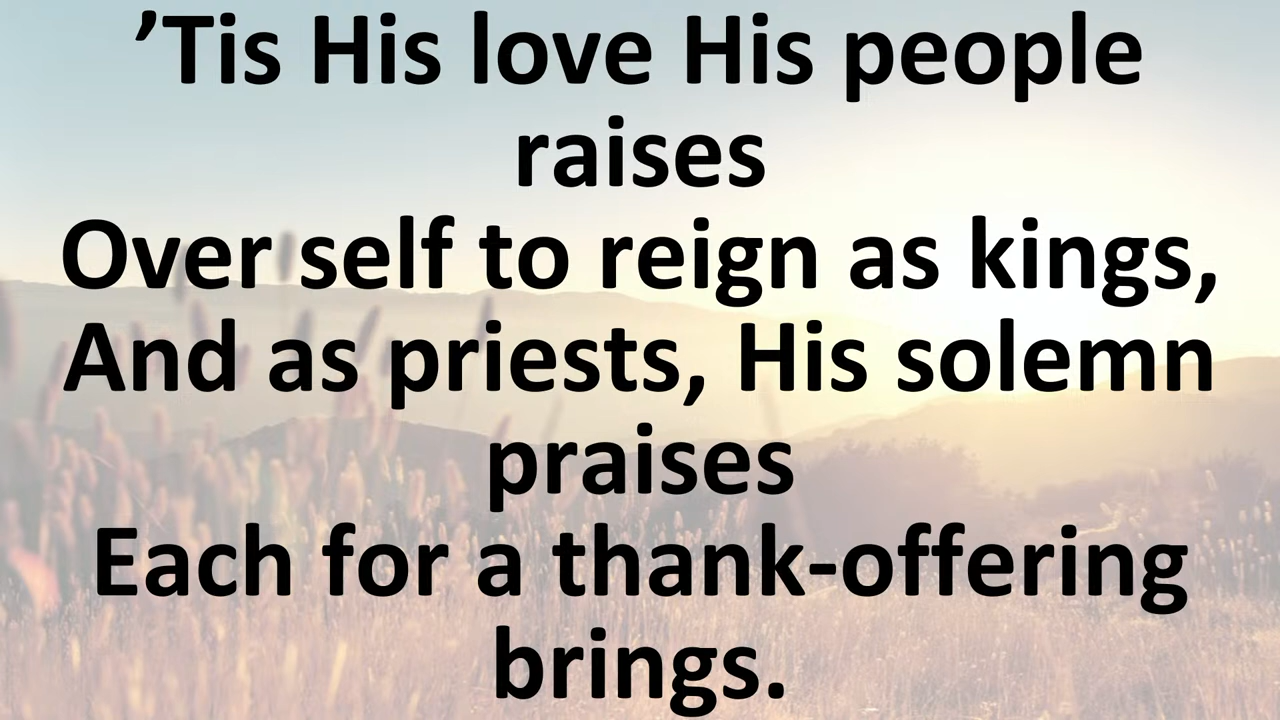 ’Tis His love His people
raises
Over self to reign as kings,
And as priests, His solemn
praises
Each for a thank-offering
brings.